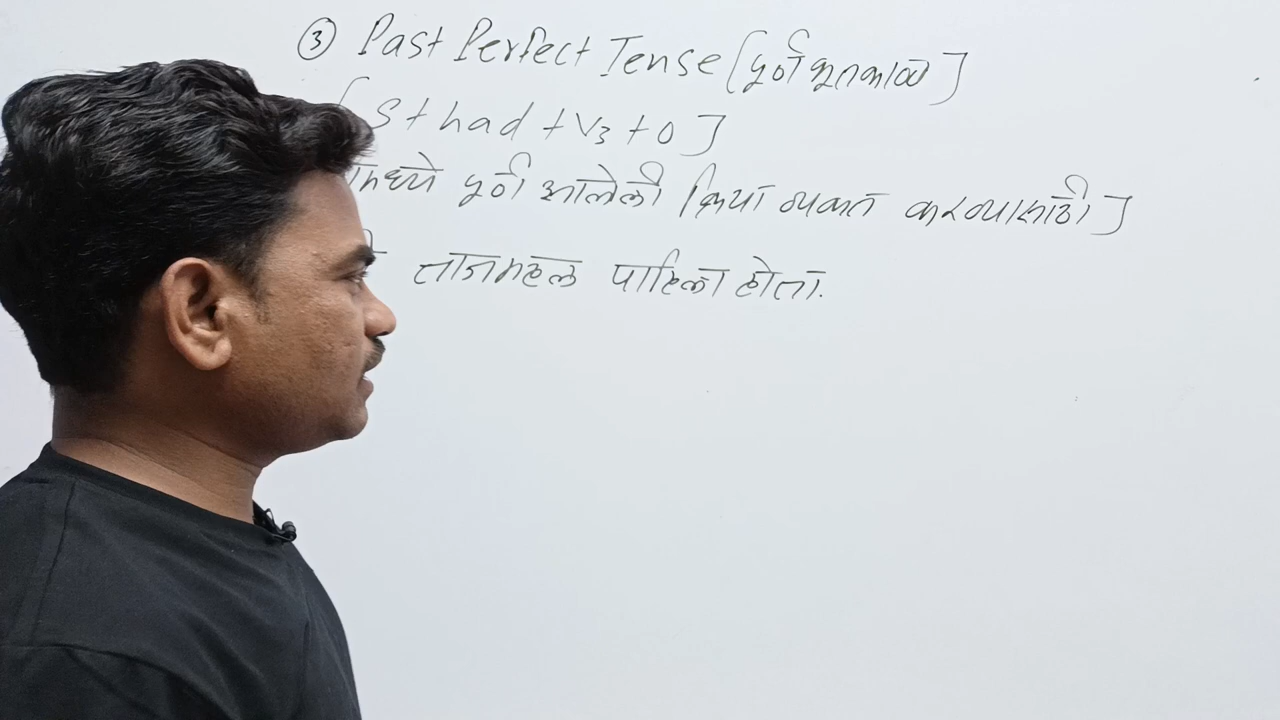 ③ Past Perfect Tense [पूर्ण भूतकाळ]
[S + had + V3 + O]
पूर्ण झालेली क्रिया व्यक्त करण्यासाठी]
ताजमहल पाहिला होता.